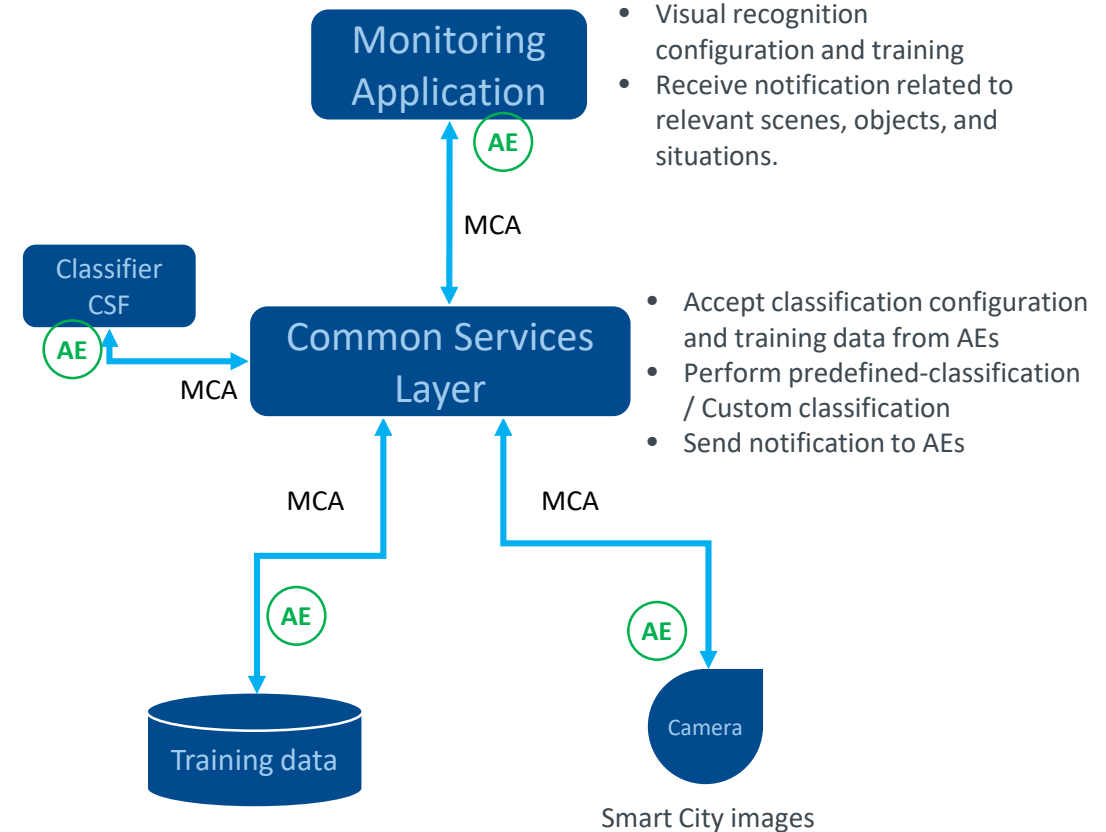 Monitoring
Application
AE
• Visual recognition
configuration and training
• Receive notification related to
relevant scenes, objects, and
situations.
MCA
Classifier
CSF
AE
MCA
Common Services
Layer
• Accept classification configuration
and training data from AEs
• Perform predefined-classification
/ Custom classification
• Send notification to AEs
MCA
MCA
AE
AE
Training data
Camera
Smart City images